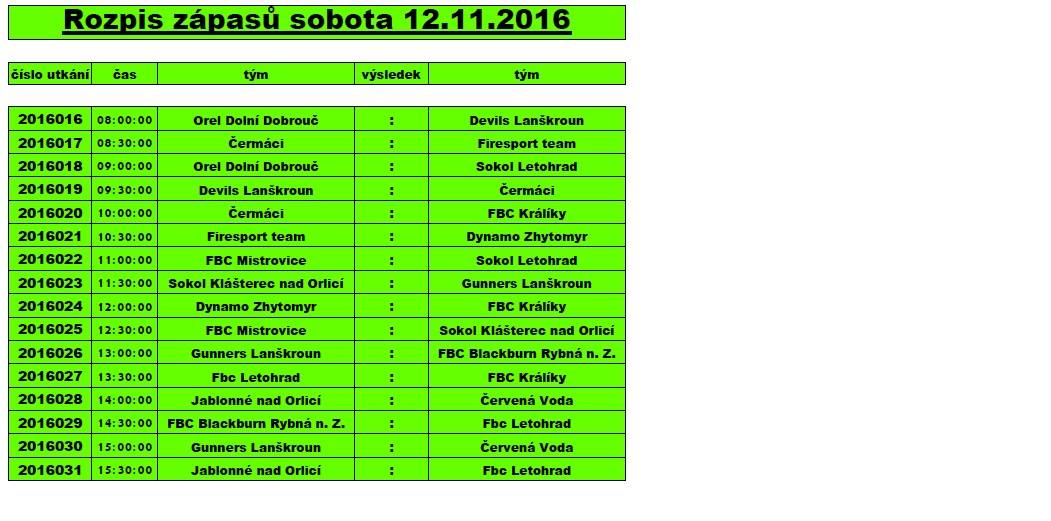 Rozpis zápasů sobota 12.11.2016
číslo utkání čas tým výsledek tým
2016016 08:00:00 Orel Dolní Dobrouč : Devils Lanškroun
2016017 08:30:00 Čermáci : Firesport team
2016018 09:00:00 Orel Dolní Dobrouč : Sokol Letohrad
2016019 09:30:00 Devils Lanškroun : Čermáci
2016020 10:00:00 Čermáci : FBC Králíky
2016021 10:30:00 Firesport team : Dynamo Zhytomyr
2016022 11:00:00 FBC Mistrovice : Sokol Letohrad
2016023 11:30:00 Sokol Klášterec nad Orlicí : Gunners Lanškroun
2016024 12:00:00 Dynamo Zhytomyr : FBC Králíky
2016025 12:30:00 FBC Mistrovice : Sokol Klášterec nad Orlicí
2016026 13:00:00 Gunners Lanškroun : FBC Blackburn Rybná n. Z.
2016027 13:30:00 Fbc Letohrad : FBC Králíky
2016028 14:00:00 Jablonné nad Orlicí : Červená Voda
2016029 14:30:00 FBC Blackburn Rybná n. Z. : Fbc Letohrad
2016030 15:00:00 Gunners Lanškroun : Červená Voda
2016031 15:30:00 Jablonné nad Orlicí : Fbc Letohrad